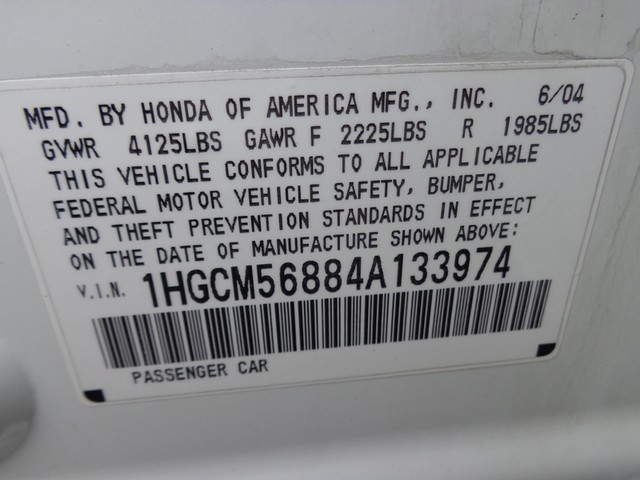 MFD. BY HONDA OF AMERICA MFG., INC. 6/04
GVWR 4125LBS GAWR F 2225LBS R 1985LBS
THIS VEHICLE CONFORMS TO ALL APPLICABLE
FEDERAL MOTOR VEHICLE SAFETY, BUMPER,
AND THEFT PREVENTION STANDARDS IN EFFECT
ON THE DATE OF MANUFACTURE SHOWN ABOVE:
V.I.N. 1HGCM56884A133974
PASSENGER CAR